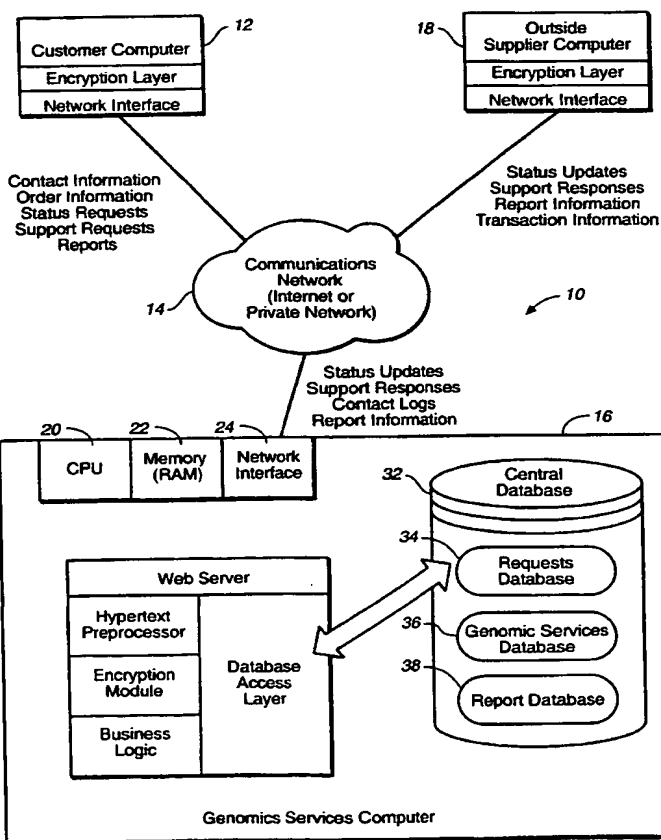 Customer Computer
Encryption Layer
Network Interface
12
18
Outside
Supplier Computer
Encryption Layer
Network Interface
Contact Information
Order Information
Status Requests
Support Requests
Reports
Status Updates
Support Responses
Report Information
Transaction Information
Communications
Network
(Internet or
Private Network)
14
10
Status Updates
Support Responses
Contact Logs
Report Information
20
22
24
16
CPU
Memory
(RAM)
Network
Interface
32
Central
Database
34
Requests
Database
36
Genomic Services
Database
38
Report Database
Web Server
Hypertext
Preprocessor
Encryption
Module
Business
Logic
Database
Access
Layer
Genomics Services Computer